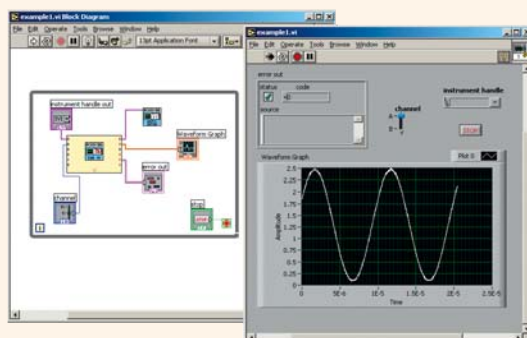 example1.vi Block Diagram
File Edit Operate Tools Browse Window Help
13pt Application Font
instrument handle out
Waveform Graph
error out
channel
stop
i
example1.vi
File Edit Operate Tools Browse Window Help
error out
status code
source
channel
A
B
instrument handle
STOP
Waveform Graph
Plot 0
2.5
2.25
2
1.75
1.5
1.25
1
0.75
0.5
0.25
0
Amplitude
0 5E-6 1E-5 1.5E-5 2E-5 2.5E-5
Time